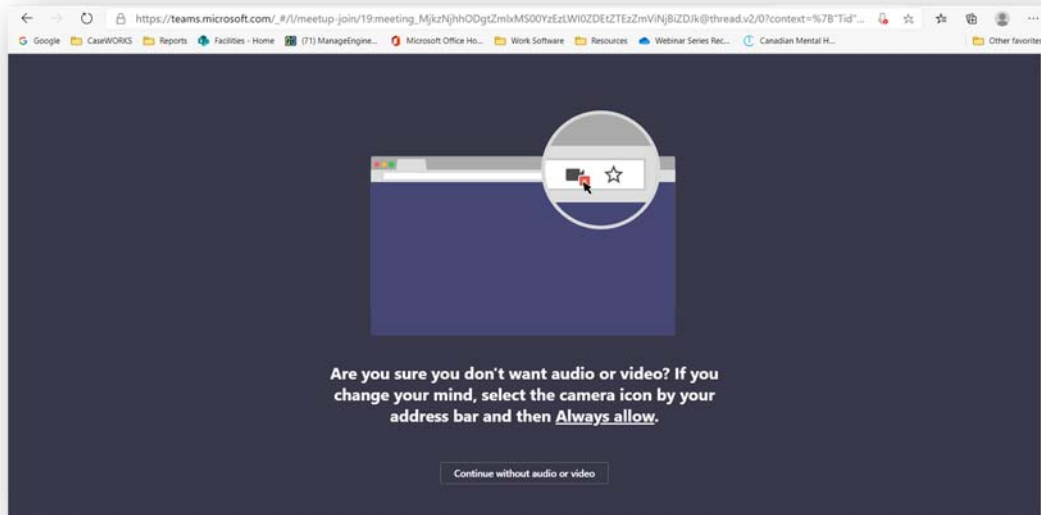 https://teams.microsoft.com/_#/l/meetup-join/19:meeting_MjkzNjhhODgtZmIxMS00YzEzLWI0ZDEtZTEzZmViNjBiZDJk@thread.v2/0?context=%7B"Tid"...
Google CaseWORKS Reports Facilities - Home (71) ManageEngine... Microsoft Office Ho... Work Software Resources Webinar Series Rec... Canadian Mental H... Other favorites
Are you sure you don't want audio or video? If you
change your mind, select the camera icon by your
address bar and then Always allow.
Continue without audio or video